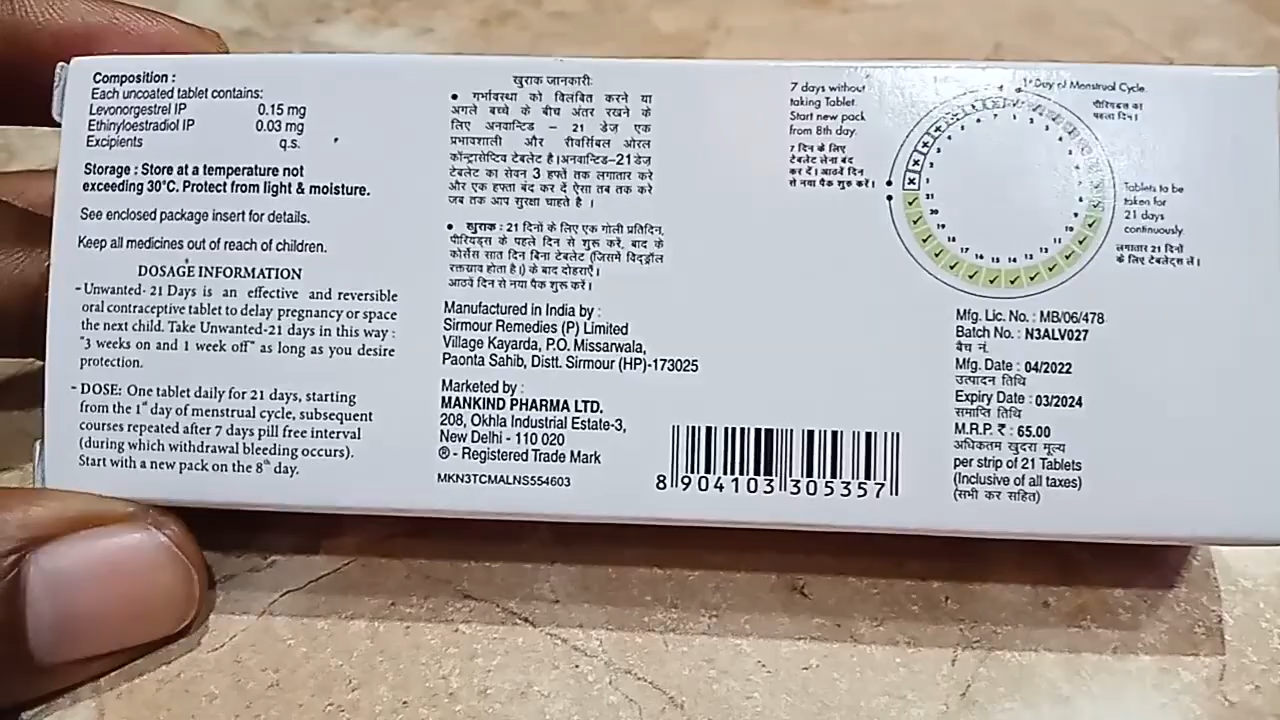 Composition :
Each uncoated tablet contains:
Levonorgestrel IP 0.15 mg
Ethinyloestradiol IP 0.03 mg
Excipients q.s.
Storage : Store at a temperature not
exceeding 30°C. Protect from light & moisture.
See enclosed package insert for details.
Keep all medicines out of reach of children.
DOSAGE INFORMATION
- Unwanted- 21 Days is an effective and reversible
oral contraceptive tablet to delay pregnancy or space
the next child. Take Unwanted-21 days in this way :
"3 weeks on and 1 week off" as long as you desire
protection.
- DOSE: One tablet daily for 21 days, starting
from the 1st day of menstrual cycle, subsequent
courses repeated after 7 days pill free interval
(during which withdrawal bleeding occurs).
Start with a new pack on the 8th day.
खुराक जानकारी:
• गर्भावस्था को विलंबित करने या
अगले बच्चे के बीच अंतर रखने के
लिए अनवान्टिड – 21 डेज़ एक
प्रभावशाली और रीवर्सिबल ओरल
कॉन्ट्रासेप्टिव टेबलेट है।अनवान्टिड–21 डेज़
टेबलेट का सेवन 3 हफ्ते तक लगातार करे
और एक हफ्ता बंद कर दें ऐसा तब तक करे
जब तक आप सुरक्षा चाहते है ।
• खुराक : 21 दिनों के लिए एक गोली प्रतिदिन,
पीरियड्स के पहले दिन से शुरू करें, बाद के
कोर्सेस सात दिन बिना टेबलेट (जिसमें विद्ड्रॉल
रक्तस्राव होता है।) के बाद दोहराएँ।
आठवें दिन से नया पैक शुरू करें।
Manufactured in India by :
Sirmour Remedies (P) Limited
Village Kayarda, P.O. Missarwala,
Paonta Sahib, Distt. Sirmour (HP)-173025
Marketed by :
MANKIND PHARMA LTD.
208, Okhla Industrial Estate-3,
New Delhi - 110 020
® - Registered Trade Mark
MKN3TCMALNS554603
8 904103 305357
7 days without
taking Tablet.
Start new pack
from 8th day.
7 दिन के लिए
टेबलेट लेना बंद
कर दें। आठवें दिन
से नया पैक शुरू करें।
1st Day of Menstrual Cycle.
पीरियड्स का
पहला दिन।
Tablets to be
taken for
21 days
continuously.
लगातार 21 दिनों
के लिए टेबलेट्स लें।
Mfg. Lic. No. : MB/06/478
Batch No. : N3ALV027
बैच नं.
Mfg. Date : 04/2022
उत्पादन तिथि
Expiry Date : 03/2024
समाप्ति तिथि
M.R.P. ₹ : 65.00
अधिकतम खुदरा मूल्य
per strip of 21 Tablets
(Inclusive of all taxes)
(सभी कर सहित)